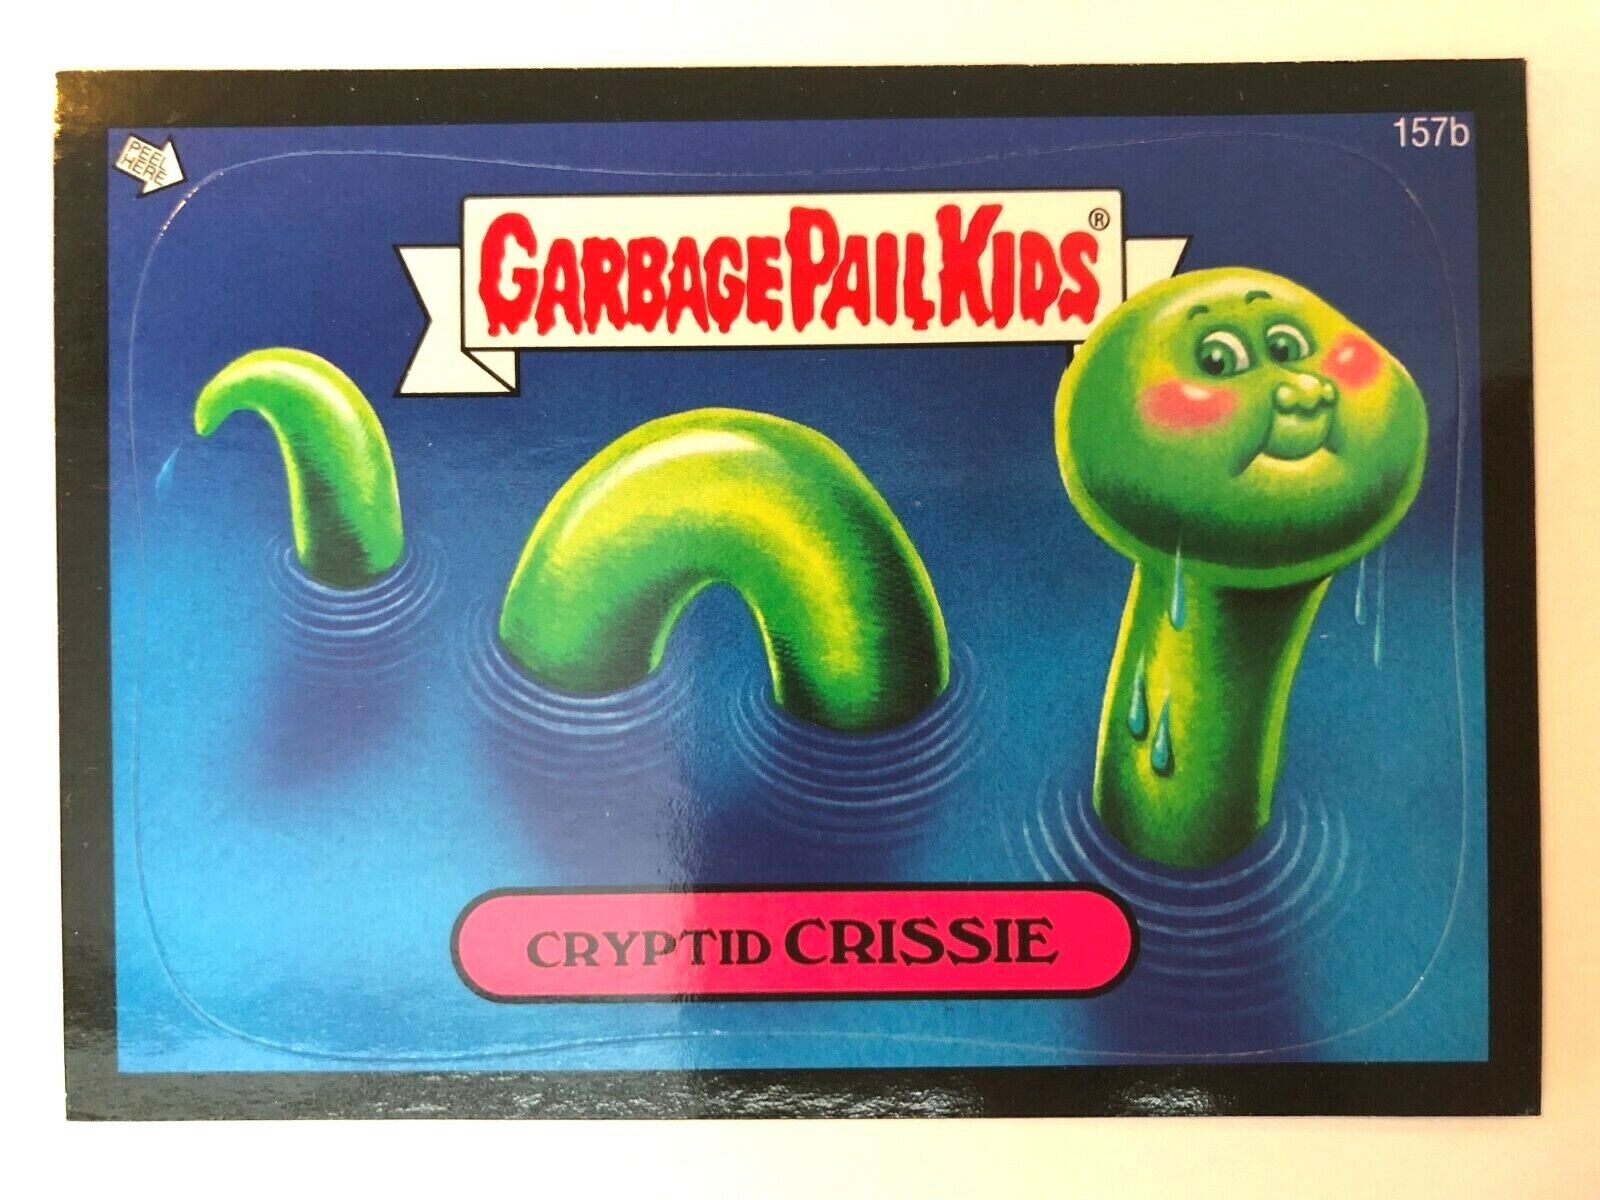 PEEL
HERE
157b
GARBAGE PAIL KIDS®
CRYPTID CRISSIE